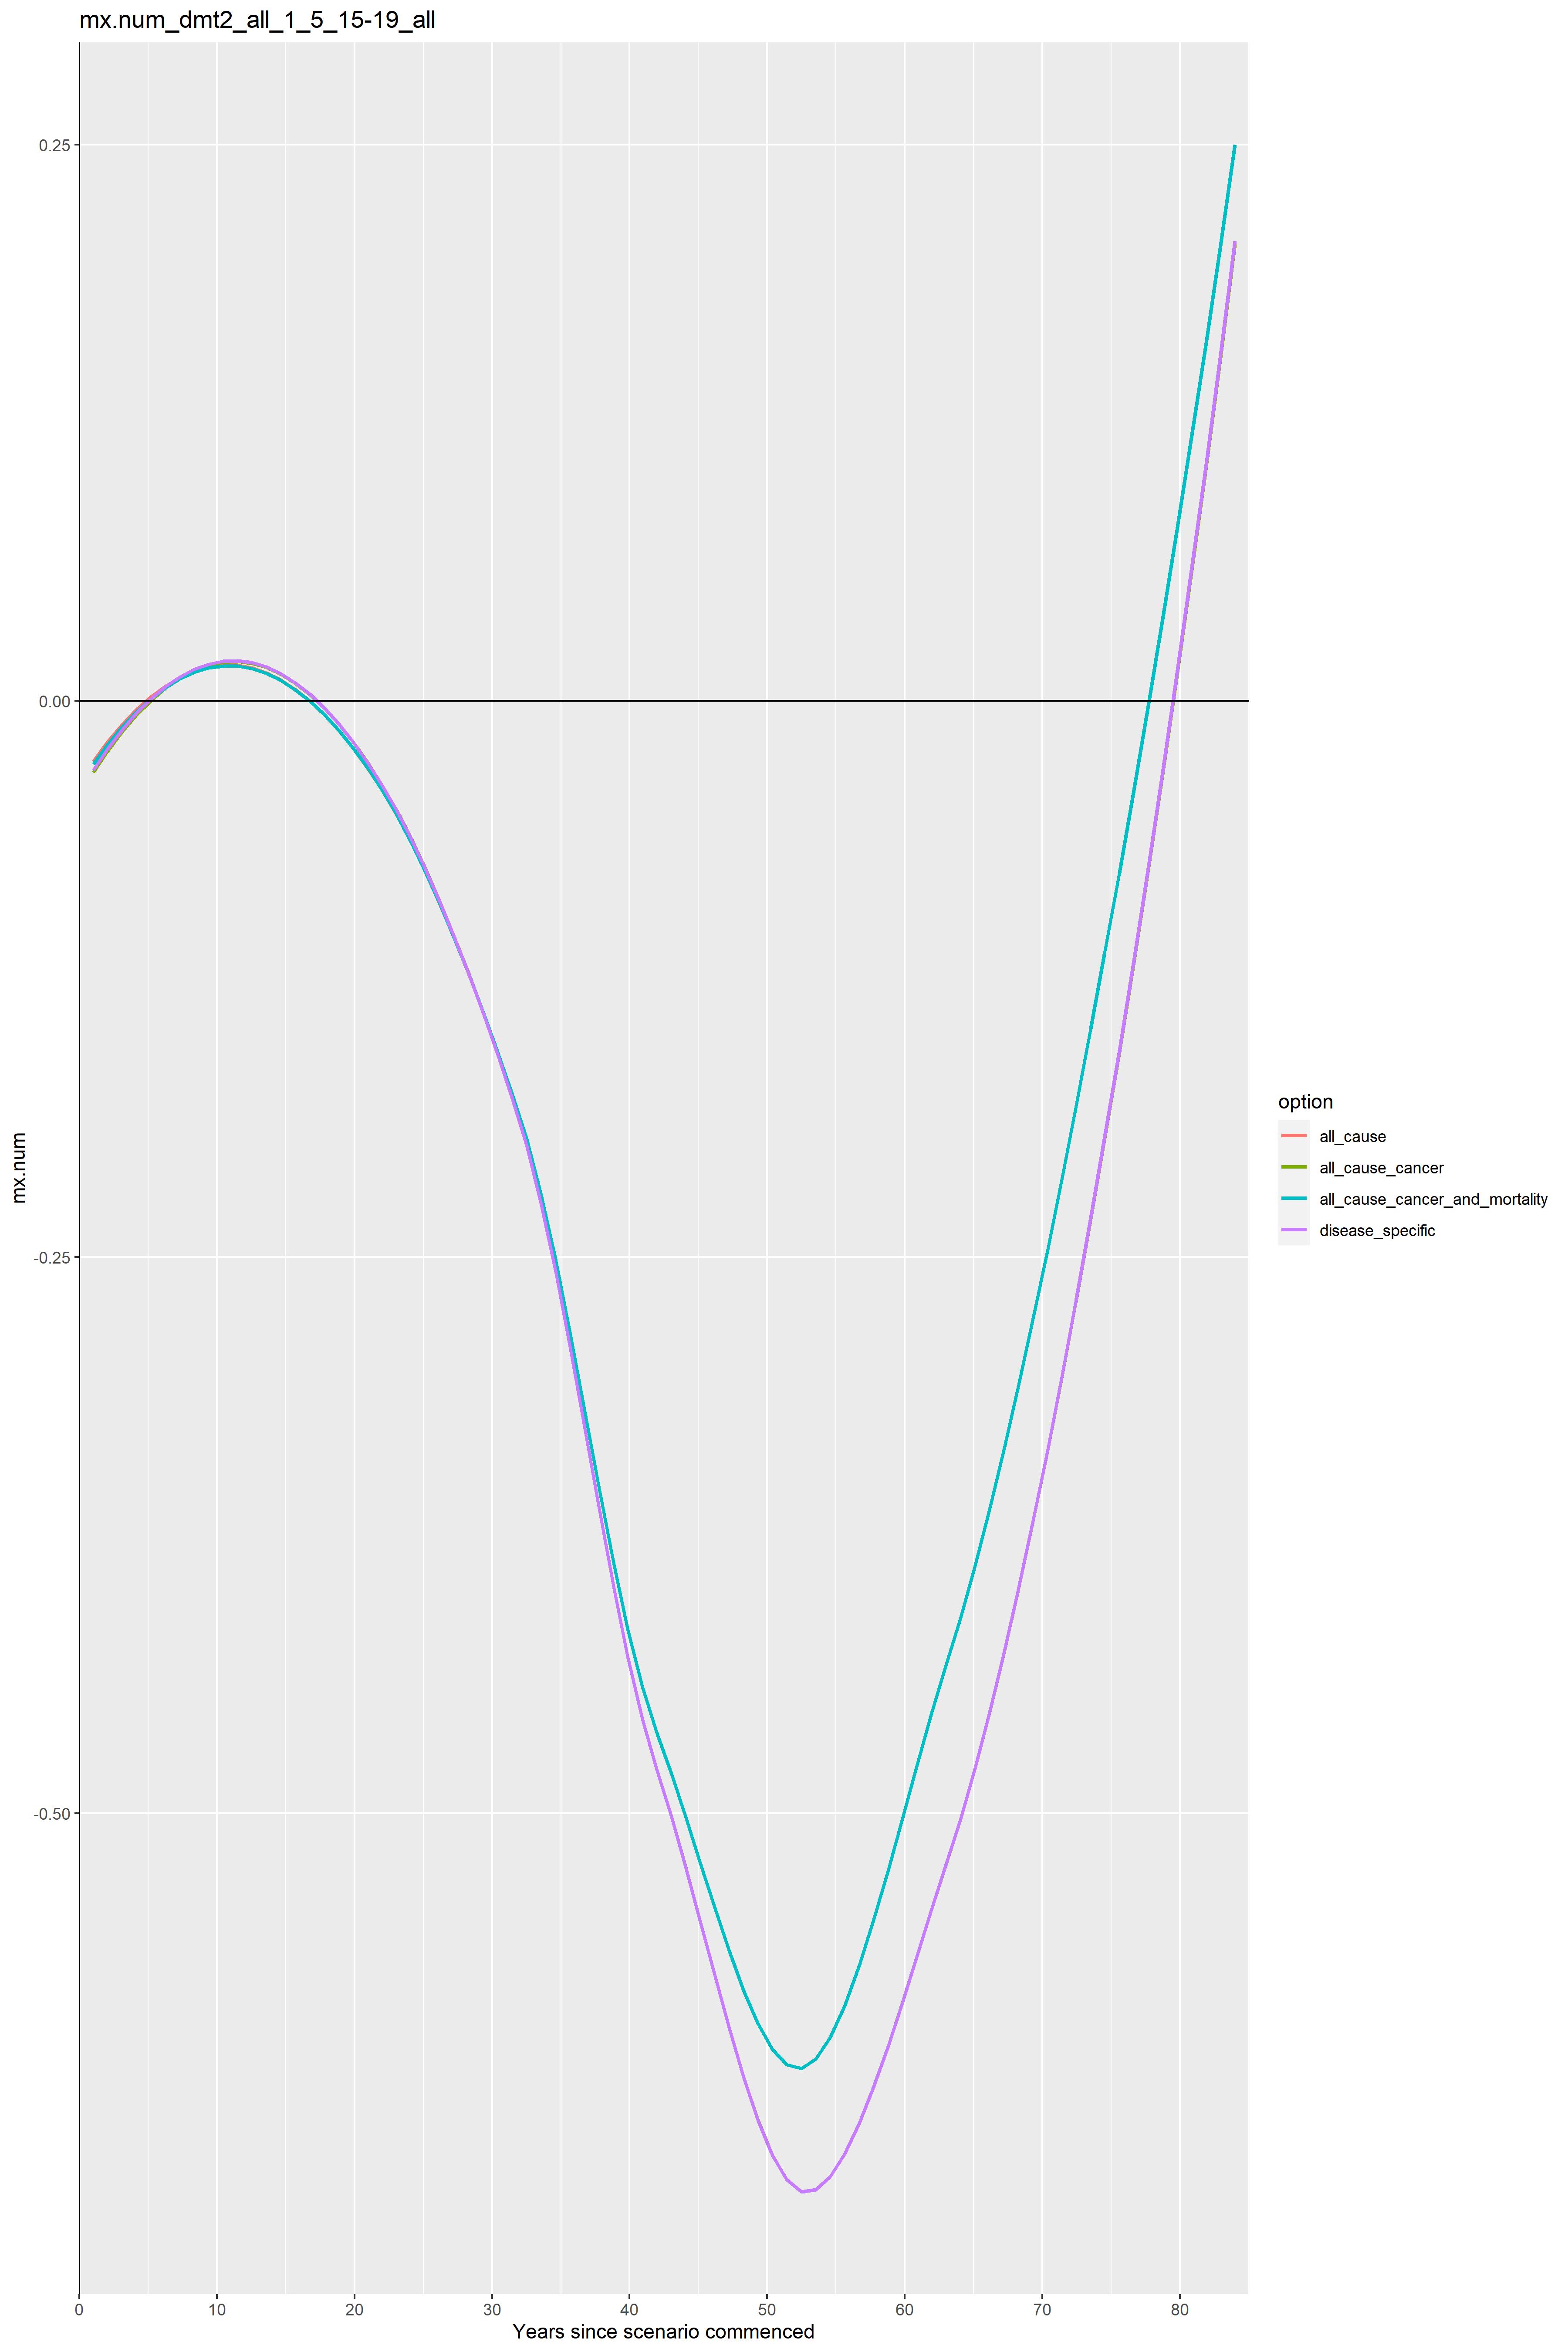 mx.num_dmt2_all_1_5_15-19_all
0.25
0.00
-0.25
-0.50
mx.num
0 10 20 30 40 50 60 70 80
Years since scenario commenced
option
all_cause
all_cause_cancer
all_cause_cancer_and_mortality
disease_specific